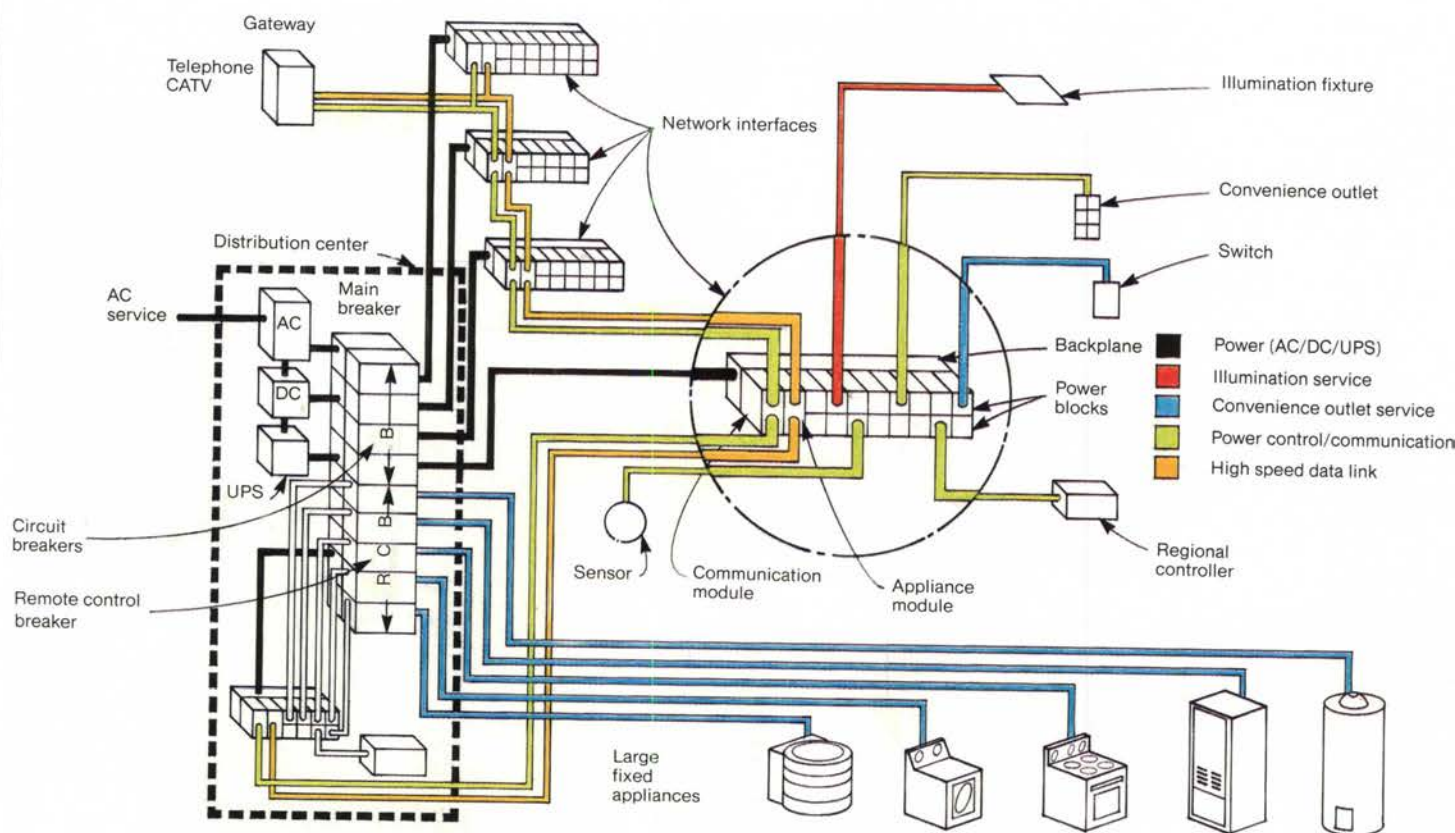 Gateway
Telephone
CATV
Network interfaces
Illumination fixture
Convenience outlet
Switch
Distribution center
Main
breaker
AC
service
AC
DC
UPS
B
B
C
R
Circuit
breakers
Remote control
breaker
Backplane
Power
blocks
Sensor
Communication
module
Appliance
module
Regional
controller
Power (AC/DC/UPS)
Illumination service
Convenience outlet service
Power control/communication
High speed data link
Large
fixed
appliances